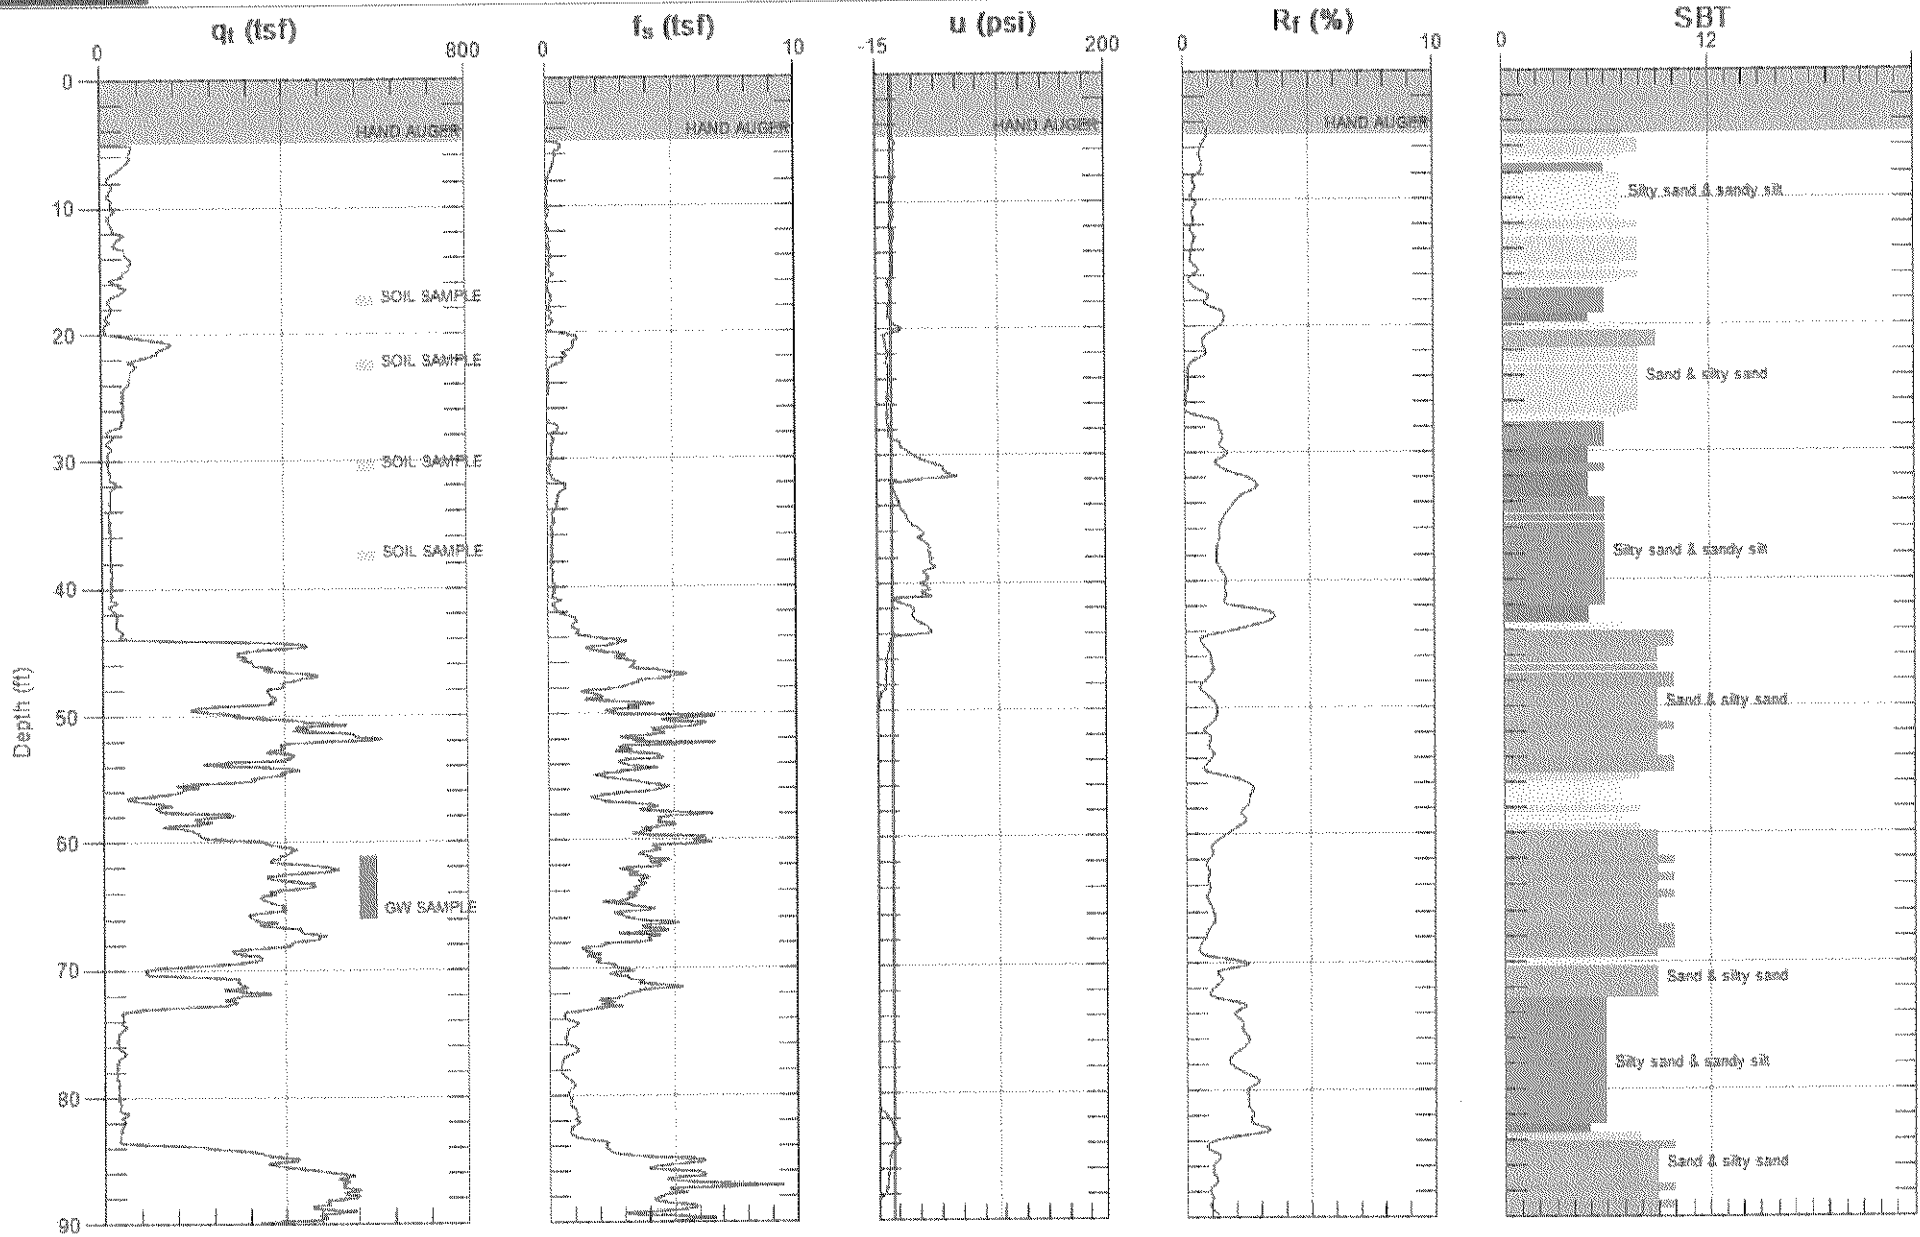 qt (tsf)
fs (tsf)
u (psi)
Rf (%)
SBT
0
800
0
10
-15
200
0
10
0
12
0
HAND AUGER
HAND AUGER
HAND AUGER
HAND AUGER
10
Silty sand & sandy silt
SOIL SAMPLE
20
SOIL SAMPLE
Sand & silty sand
30
SOIL SAMPLE
SOIL SAMPLE
Silty sand & sandy silt
40
Depth (ft)
50
Sand & silty sand
60
GW SAMPLE
70
Sand & silty sand
Silty sand & sandy silt
80
Sand & silty sand
90